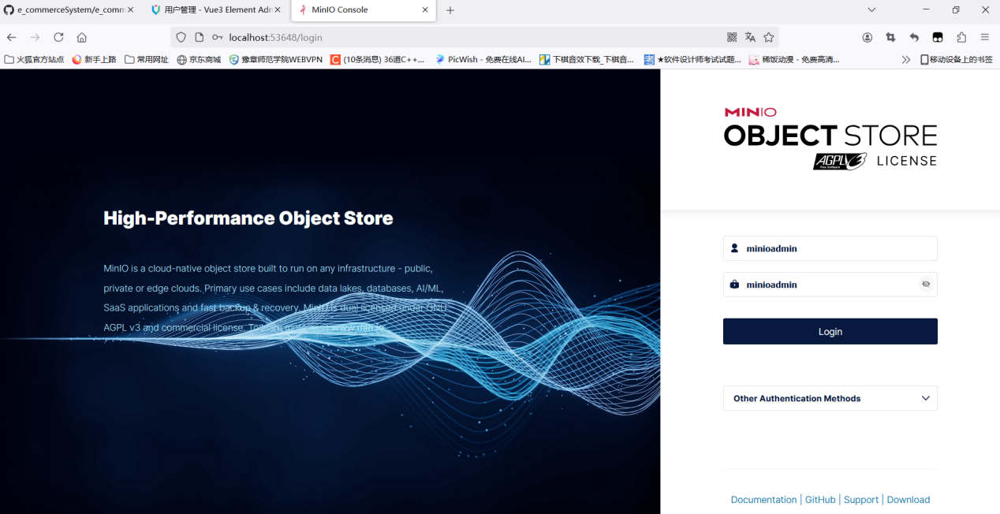 e_commerceSystem/e_comm
用户管理 - Vue3 Element Adn
MinIO Console
localhost:53648/login
火狐官方站点
新手上路
常用网址
京东商城
豫章师范学院WEBVPN
(10条消息) 36道C++...
PicWish - 免费在线AI...
下棋音效下载_下棋音...
★软件设计师考试试题...
稀饭动漫 - 免费高清...
移动设备上的书签
High-Performance Object Store
MinIO is a cloud-native object store built to run on any infrastructure - public,
private or edge clouds. Primary use cases include data lakes, databases, AI/ML,
SaaS applications and fast backup & recovery. MinIO is dual licensed under GNU
AGPL v3 and commercial license. To learn more, visit www.min.io.
MINIO
OBJECT STORE
AGPLv3
Free Software
LICENSE
minioadmin
minioadmin
Login
Other Authentication Methods
Documentation | GitHub | Support | Download